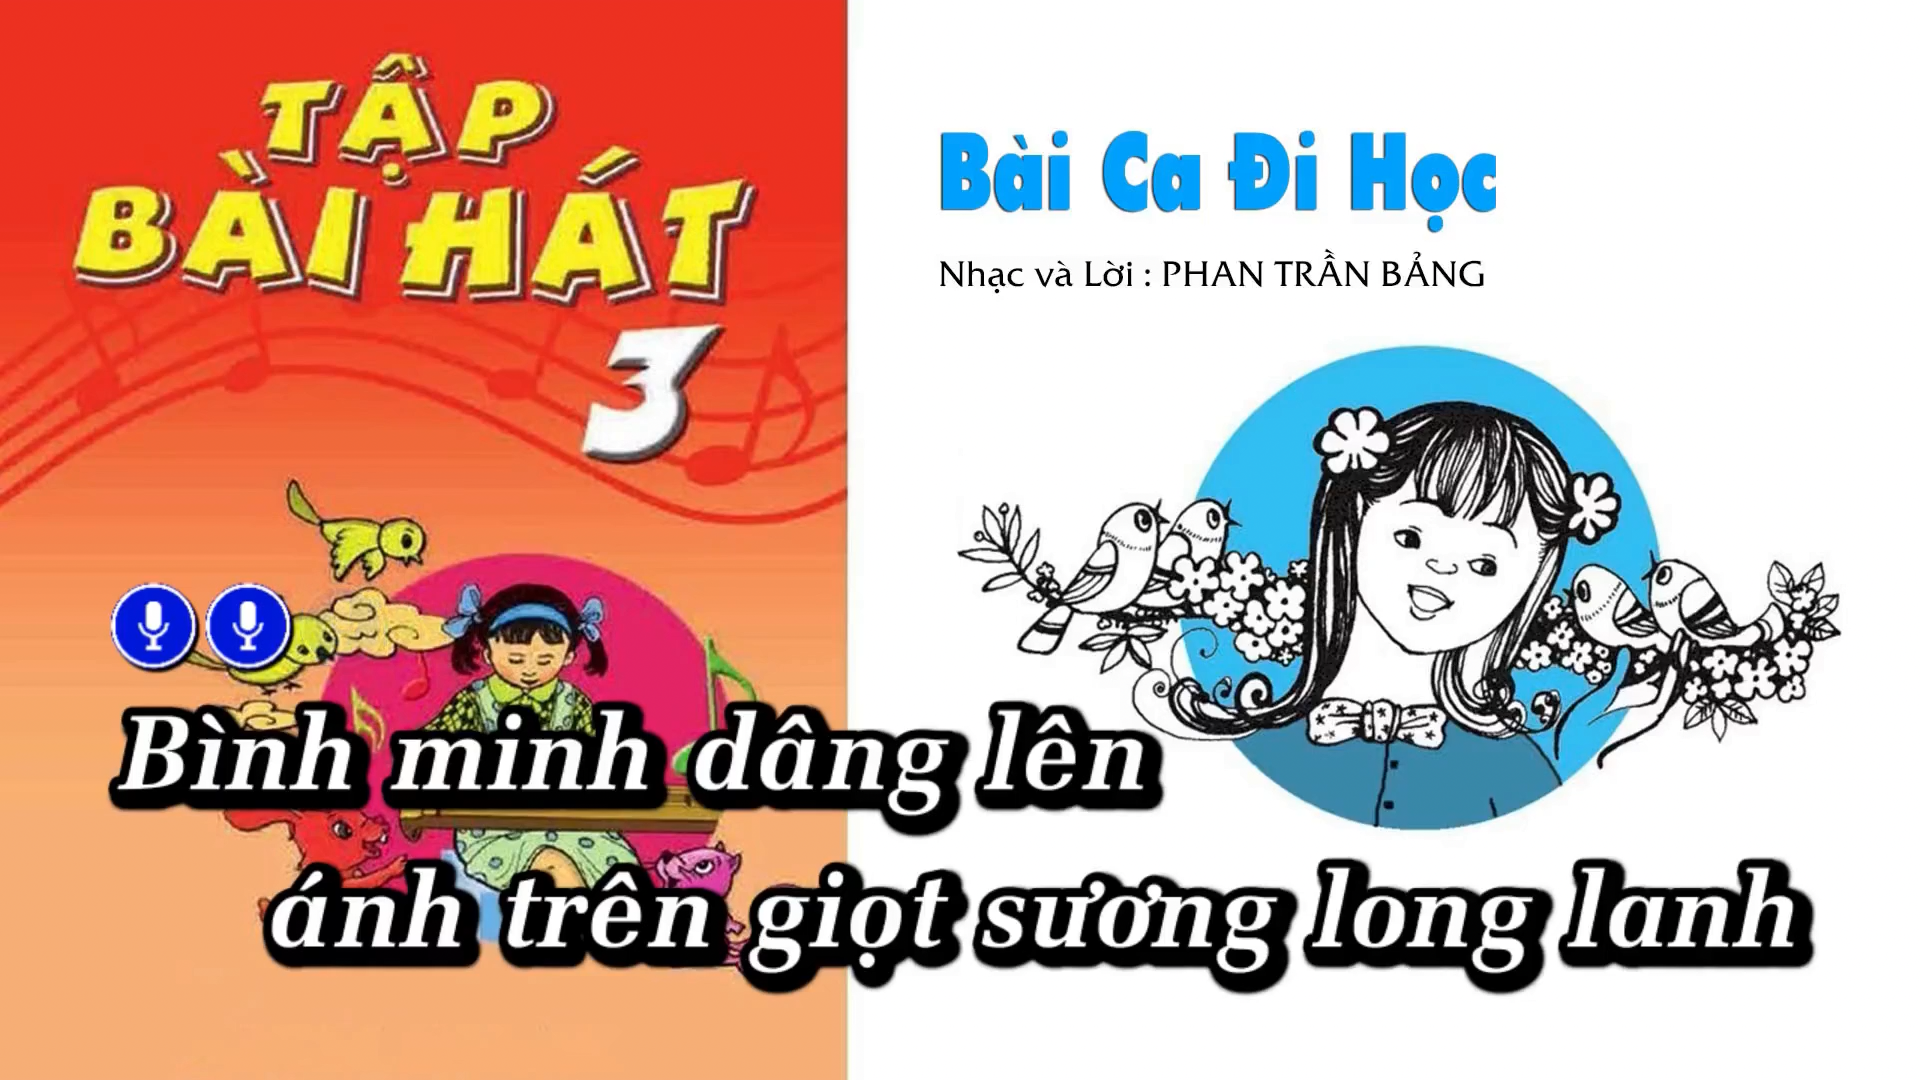 TẬP
BÀI HÁT
3
Bài Ca Đi Học
Nhạc và Lời : PHAN TRẦN BẢNG
Bình minh dâng lên
ánh trên giọt sương long lanh